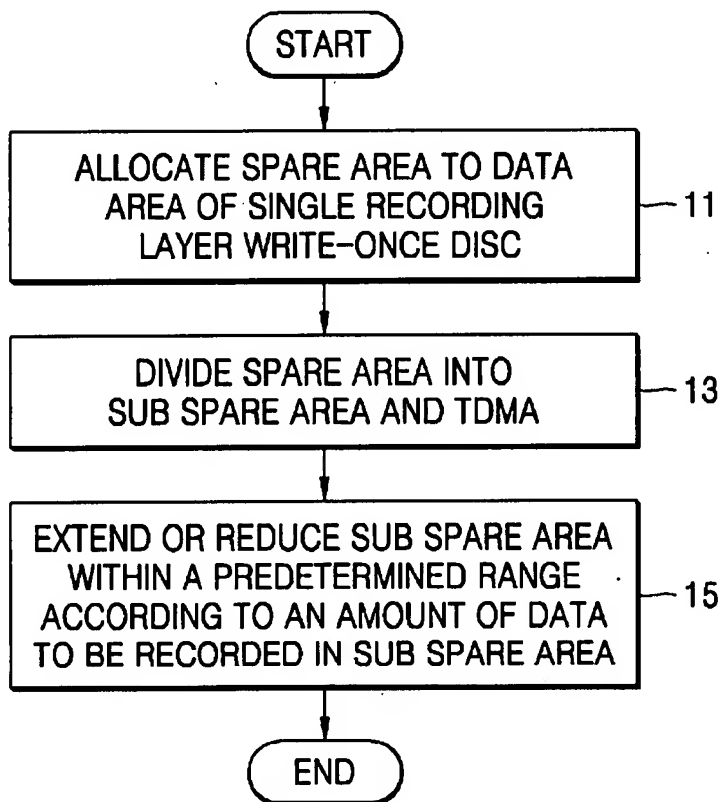 START
ALLOCATE SPARE AREA TO DATA
AREA OF SINGLE RECORDING
LAYER WRITE-ONCE DISC
11
DIVIDE SPARE AREA INTO
SUB SPARE AREA AND TDMA
13
EXTEND OR REDUCE SUB SPARE AREA
WITHIN A PREDETERMINED RANGE
ACCORDING TO AN AMOUNT OF DATA
TO BE RECORDED IN SUB SPARE AREA
15
END